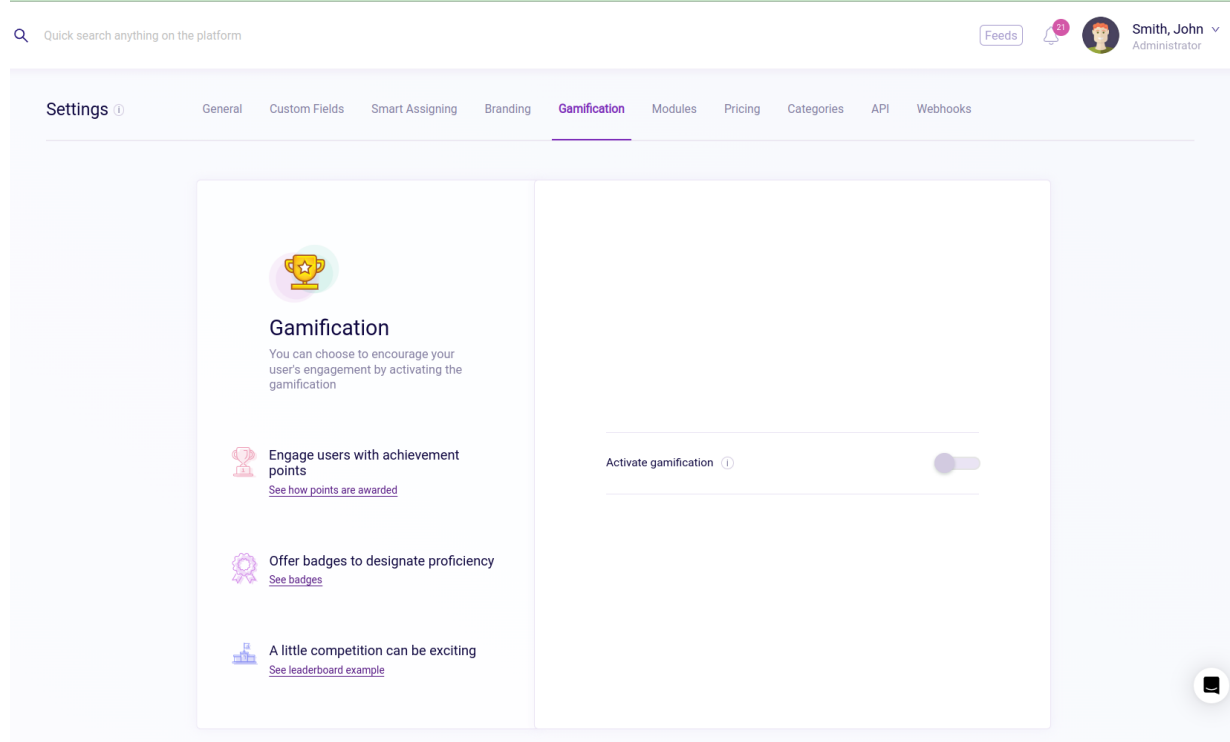 Quick search anything on the platform
Feeds
21
Smith, John
Administrator
Settings
General
Custom Fields
Smart Assigning
Branding
Gamification
Modules
Pricing
Categories
API
Webhooks
Gamification
You can choose to encourage your
user's engagement by activating the
gamification
Engage users with achievement
points
See how points are awarded
Offer badges to designate proficiency
See badges
A little competition can be exciting
See leaderboard example
Activate gamification